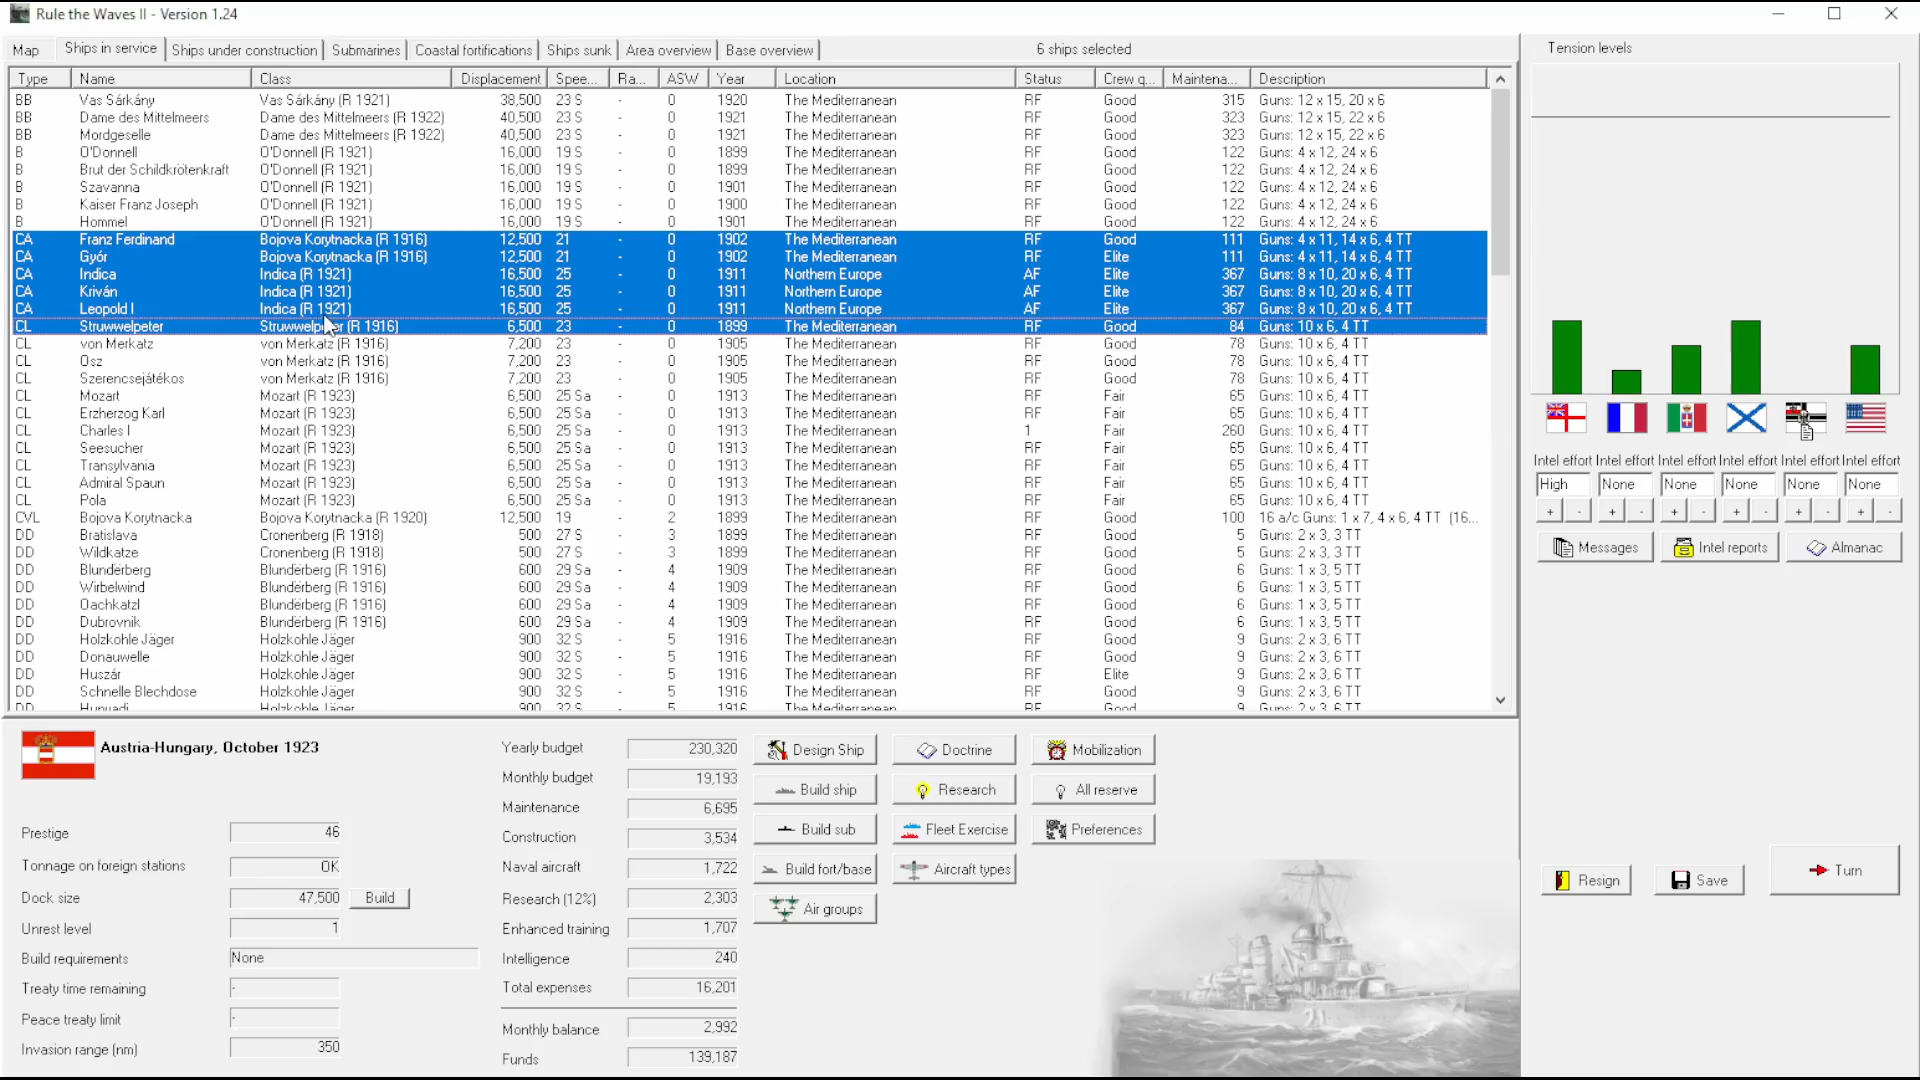 Rule the Waves II - Version 1.24
Map Ships in service Ships under construction Submarines Coastal fortifications Ships sunk Area overview Base overview 6 ships selected
Type Name Class Displacement Spee... Ra... ASW Year Location Status Crew q... Maintena... Description
BB Vas Sárkány Vas Sárkány (R 1921) 38,500 23 S - 0 1920 The Mediterranean RF Good 315 Guns: 12 x 15, 20 x 6
BB Dame des Mittelmeers Dame des Mittelmeers (R 1922) 40,500 23 S - 0 1921 The Mediterranean RF Good 323 Guns: 12 x 15, 22 x 6
BB Mordgeselle Dame des Mittelmeers (R 1922) 40,500 23 S - 0 1921 The Mediterranean RF Good 323 Guns: 12 x 15, 22 x 6
B O'Donnell O'Donnell (R 1921) 16,000 19 S - 0 1899 The Mediterranean RF Good 122 Guns: 4 x 12, 24 x 6
B Brut der Schildkrötenkraft O'Donnell (R 1921) 16,000 19 S - 0 1899 The Mediterranean RF Good 122 Guns: 4 x 12, 24 x 6
B Szavanna O'Donnell (R 1921) 16,000 19 S - 0 1901 The Mediterranean RF Good 122 Guns: 4 x 12, 24 x 6
B Kaiser Franz Joseph O'Donnell (R 1921) 16,000 19 S - 0 1900 The Mediterranean RF Good 122 Guns: 4 x 12, 24 x 6
B Hommel O'Donnell (R 1921) 16,000 19 S - 0 1901 The Mediterranean RF Good 122 Guns: 4 x 12, 24 x 6
CA Franz Ferdinand Bojova Korytnacka (R 1916) 12,500 21 - 0 1902 The Mediterranean RF Good 111 Guns: 4 x 11, 14 x 6, 4 TT
CA Győr Bojova Korytnacka (R 1916) 12,500 21 - 0 1902 The Mediterranean RF Elite 111 Guns: 4 x 11, 14 x 6, 4 TT
CA Indica Indica (R 1921) 16,500 25 - 0 1911 Northern Europe AF Elite 367 Guns: 8 x 10, 20 x 6, 4 TT
CA Kriván Indica (R 1921) 16,500 25 - 0 1911 Northern Europe AF Elite 367 Guns: 8 x 10, 20 x 6, 4 TT
CA Leopold I Indica (R 1921) 16,500 25 - 0 1911 Northern Europe AF Elite 367 Guns: 8 x 10, 20 x 6, 4 TT
CL Struwwelpeter Struwwelpeter (R 1916) 6,500 23 - 0 1899 The Mediterranean RF Good 84 Guns: 10 x 6, 4 TT
CL von Merkatz von Merkatz (R 1916) 7,200 23 - 0 1905 The Mediterranean RF Good 78 Guns: 10 x 6, 4 TT
CL Osz von Merkatz (R 1916) 7,200 23 - 0 1905 The Mediterranean RF Good 78 Guns: 10 x 6, 4 TT
CL Szerencsejátékos von Merkatz (R 1916) 7,200 23 - 0 1905 The Mediterranean RF Good 78 Guns: 10 x 6, 4 TT
CL Mozart Mozart (R 1923) 6,500 25 Sa - 0 1913 The Mediterranean RF Fair 65 Guns: 10 x 6, 4 TT
CL Erzherzog Karl Mozart (R 1923) 6,500 25 Sa - 0 1913 The Mediterranean RF Fair 65 Guns: 10 x 6, 4 TT
CL Charles I Mozart (R 1923) 6,500 25 Sa - 0 1913 The Mediterranean 1 Fair 260 Guns: 10 x 6, 4 TT
CL Seesucher Mozart (R 1923) 6,500 25 Sa - 0 1913 The Mediterranean RF Fair 65 Guns: 10 x 6, 4 TT
CL Transylvania Mozart (R 1923) 6,500 25 Sa - 0 1913 The Mediterranean RF Fair 65 Guns: 10 x 6, 4 TT
CL Admiral Spaun Mozart (R 1923) 6,500 25 Sa - 0 1913 The Mediterranean RF Fair 65 Guns: 10 x 6, 4 TT
CL Pola Mozart (R 1923) 6,500 25 Sa - 0 1913 The Mediterranean RF Fair 65 Guns: 10 x 6, 4 TT
CVL Bojova Korytnacka Bojova Korytnacka (R 1920) 12,500 19 - 2 1899 The Mediterranean RF Good 100 16 a/c Guns: 1 x 7, 4 x 6, 4 TT (16...
DD Bratislava Cronenberg (R 1918) 500 27 S - 3 1899 The Mediterranean RF Good 5 Guns: 2 x 3, 3 TT
DD Wildkatze Cronenberg (R 1918) 500 27 S - 3 1899 The Mediterranean RF Good 5 Guns: 2 x 3, 3 TT
DD Blundërberg Blundërberg (R 1916) 600 29 Sa - 4 1909 The Mediterranean RF Good 6 Guns: 1 x 3, 5 TT
DD Wirbelwind Blundërberg (R 1916) 600 29 Sa - 4 1909 The Mediterranean RF Good 6 Guns: 1 x 3, 5 TT
DD Oachkatzl Blundërberg (R 1916) 600 29 Sa - 4 1909 The Mediterranean RF Good 6 Guns: 1 x 3, 5 TT
DD Dubrovnik Blundërberg (R 1916) 600 29 Sa - 4 1909 The Mediterranean RF Good 6 Guns: 1 x 3, 5 TT
DD Holzkohle Jäger Holzkohle Jäger 900 32 S - 5 1916 The Mediterranean RF Good 9 Guns: 2 x 3, 6 TT
DD Donauwelle Holzkohle Jäger 900 32 S - 5 1916 The Mediterranean RF Good 9 Guns: 2 x 3, 6 TT
DD Huszár Holzkohle Jäger 900 32 S - 5 1916 The Mediterranean RF Elite 9 Guns: 2 x 3, 6 TT
DD Schnelle Blechdose Holzkohle Jäger 900 32 S - 5 1916 The Mediterranean RF Good 9 Guns: 2 x 3, 6 TT
DD Hunyadi Holzkohle Jäger 900 32 S - 5 1916 The Mediterranean RF Good 9 Guns: 2 x 3, 6 TT
Tension levels
Intel effort Intel effort Intel effort Intel effort Intel effort Intel effort
High None None None None None
+ - + - + - + - + - + -
Messages Intel reports Almanac
Austria-Hungary, October 1923
Prestige 46
Tonnage on foreign stations OK
Dock size 47,500 Build
Unrest level 1
Build requirements None
Treaty time remaining -
Peace treaty limit -
Invasion range (nm) 350
Yearly budget 230,320
Monthly budget 19,193
Maintenance 6,695
Construction 3,534
Naval aircraft 1,722
Research (12%) 2,303
Enhanced training 1,707
Intelligence 240
Total expenses 16,201
Monthly balance 2,992
Funds 139,187
Design Ship Doctrine Mobilization
Build ship Research All reserve
Build sub Fleet Exercise Preferences
Build fort/base Aircraft types
Air groups
Resign Save Turn